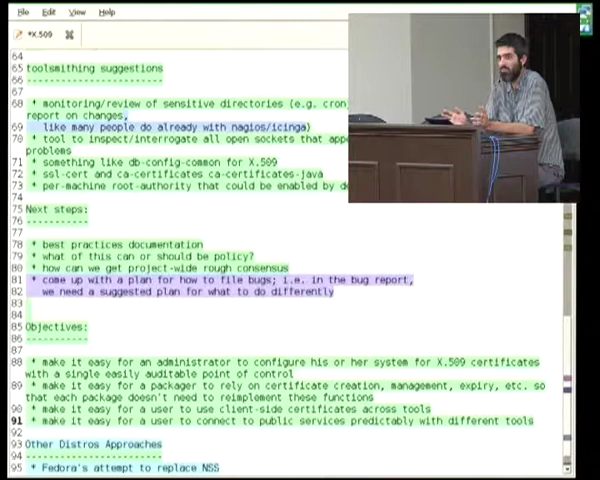 File Edit View Help
*X.509
64
65 toolsmithing suggestions
66 -----------------------
67
68 * monitoring/review of sensitive directories (e.g. cron
report on changes,
69 like many people do already with nagios/icinga)
70 * tool to inspect/interrogate all open sockets that
problems
71 * something like db-config-common for X.509
72 * ssl-cert and ca-certificates ca-certificates-java
73 * per-machine root-authority that could be enabled by
74
75 Next steps:
76 -----------
77
78 * best practices documentation
79 * what of this can or should be policy?
80 * how can we get project-wide rough consensus
81 * come up with a plan for how to file bugs; i.e. in the bug report,
82 we need a suggested plan for what to do differently
83
84
85 Objectives:
86 -----------
87
88 * make it easy for an administrator to configure his or her system for X.509 certificates
with a single easily auditable point of control
89 * make it easy for a packager to rely on certificate creation, management, expiry, etc. so
that each package doesn't need to reimplement these functions
90 * make it easy for a user to use client-side certificates across tools
91 * make it easy for a user to connect to public services predictably with different tools
92
93 Other Distros Approaches
94 -----------------------
95 * Fedora's attempt to replace NSS